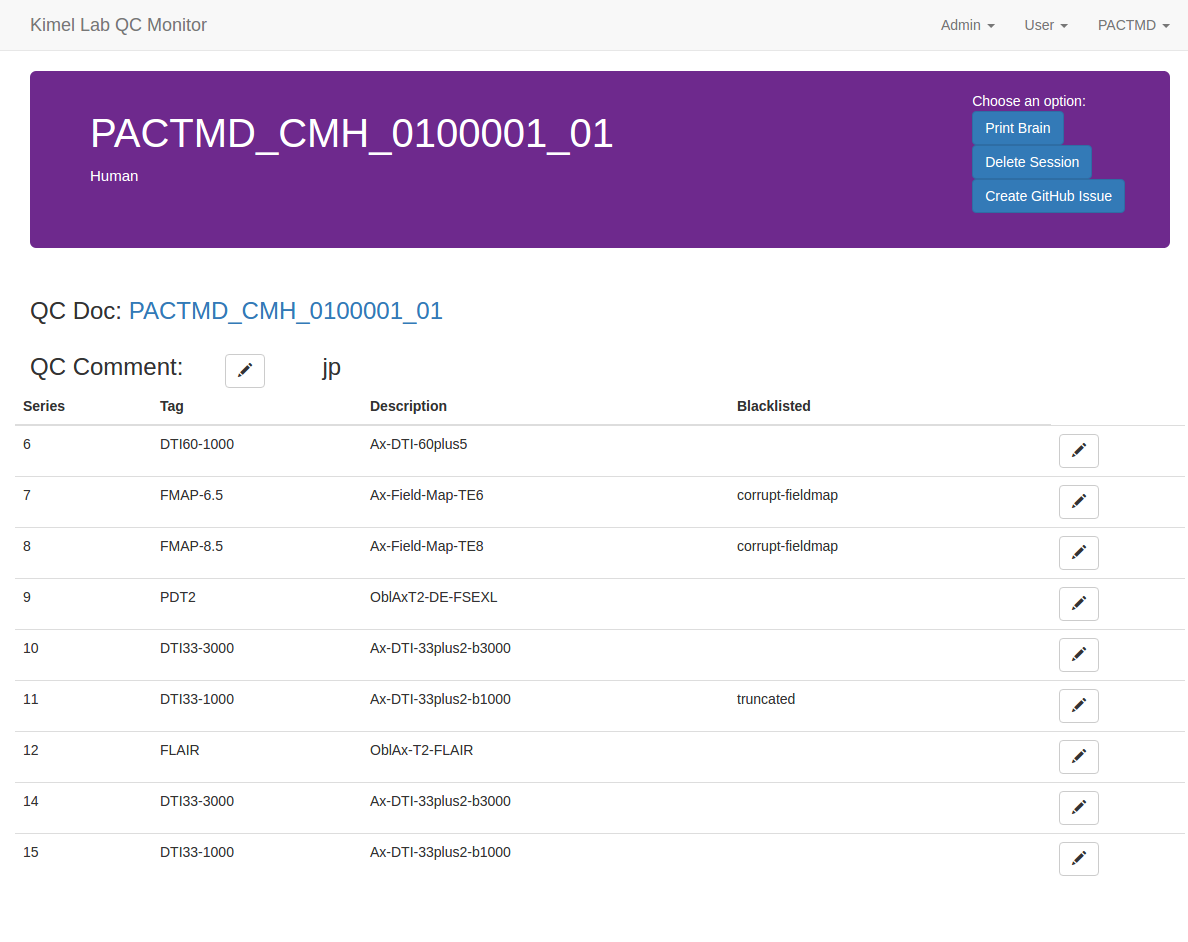 Kimel Lab QC Monitor Admin User PACTMD
PACTMD_CMH_0100001_01
Human
Choose an option:
Print Brain
Delete Session
Create GitHub Issue
QC Doc: PACTMD_CMH_0100001_01
QC Comment: jp
Series Tag Description Blacklisted
6 DTI60-1000 Ax-DTI-60plus5
7 FMAP-6.5 Ax-Field-Map-TE6 corrupt-fieldmap
8 FMAP-8.5 Ax-Field-Map-TE8 corrupt-fieldmap
9 PDT2 OblAxT2-DE-FSEXL
10 DTI33-3000 Ax-DTI-33plus2-b3000
11 DTI33-1000 Ax-DTI-33plus2-b1000 truncated
12 FLAIR OblAx-T2-FLAIR
14 DTI33-3000 Ax-DTI-33plus2-b3000
15 DTI33-1000 Ax-DTI-33plus2-b1000